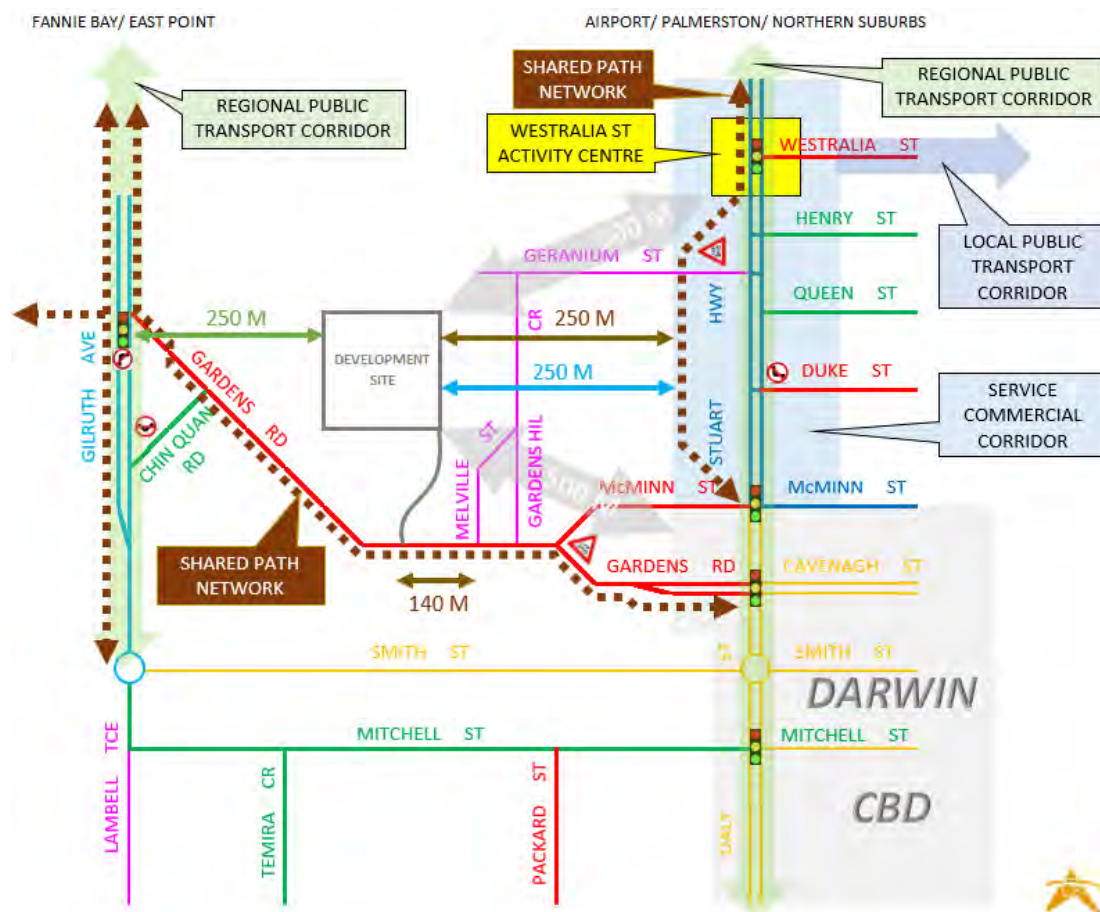 FANNIE BAY/ EAST POINT
AIRPORT/ PALMERSTON/ NORTHERN SUBURBS
SHARED PATH
NETWORK
REGIONAL PUBLIC
TRANSPORT CORRIDOR
REGIONAL PUBLIC
TRANSPORT CORRIDOR
WESTRALIA ST
ACTIVITY CENTRE
WESTRALIA ST
HENRY ST
LOCAL PUBLIC
TRANSPORT
CORRIDOR
GERANIUM ST
QUEEN ST
HWY
STUART
250 M
250 M
CR
GARDENS HIL
DEVELOPMENT
SITE
250 M
DUKE ST
GILRUTH AVE
GARDENS RD
CHIN QUAN
RD
SERVICE
COMMERCIAL
CORRIDOR
MELVILLE ST
McMINN ST
McMINN ST
SHARED PATH
NETWORK
GARDENS RD
CAVENAGH ST
140 M
SMITH ST
SMITH ST
DALY ST
DARWIN
CBD
MITCHELL ST
MITCHELL ST
LAMBELL TCE
TEMIRA CR
PACKARD ST